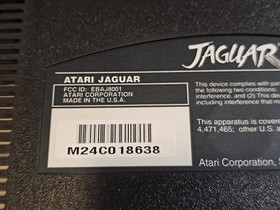 JAGUAR
ATARI JAGUAR
FCC ID: EBAJ8001
ATARI CORPORATION
MADE IN THE U.S.A.
M24C018638
This device complies with par
the following two conditions:
interference, and (2) This dev
including interference that m
This apparatus is covere
4,471,465; other U.S.
Atari Corporation,